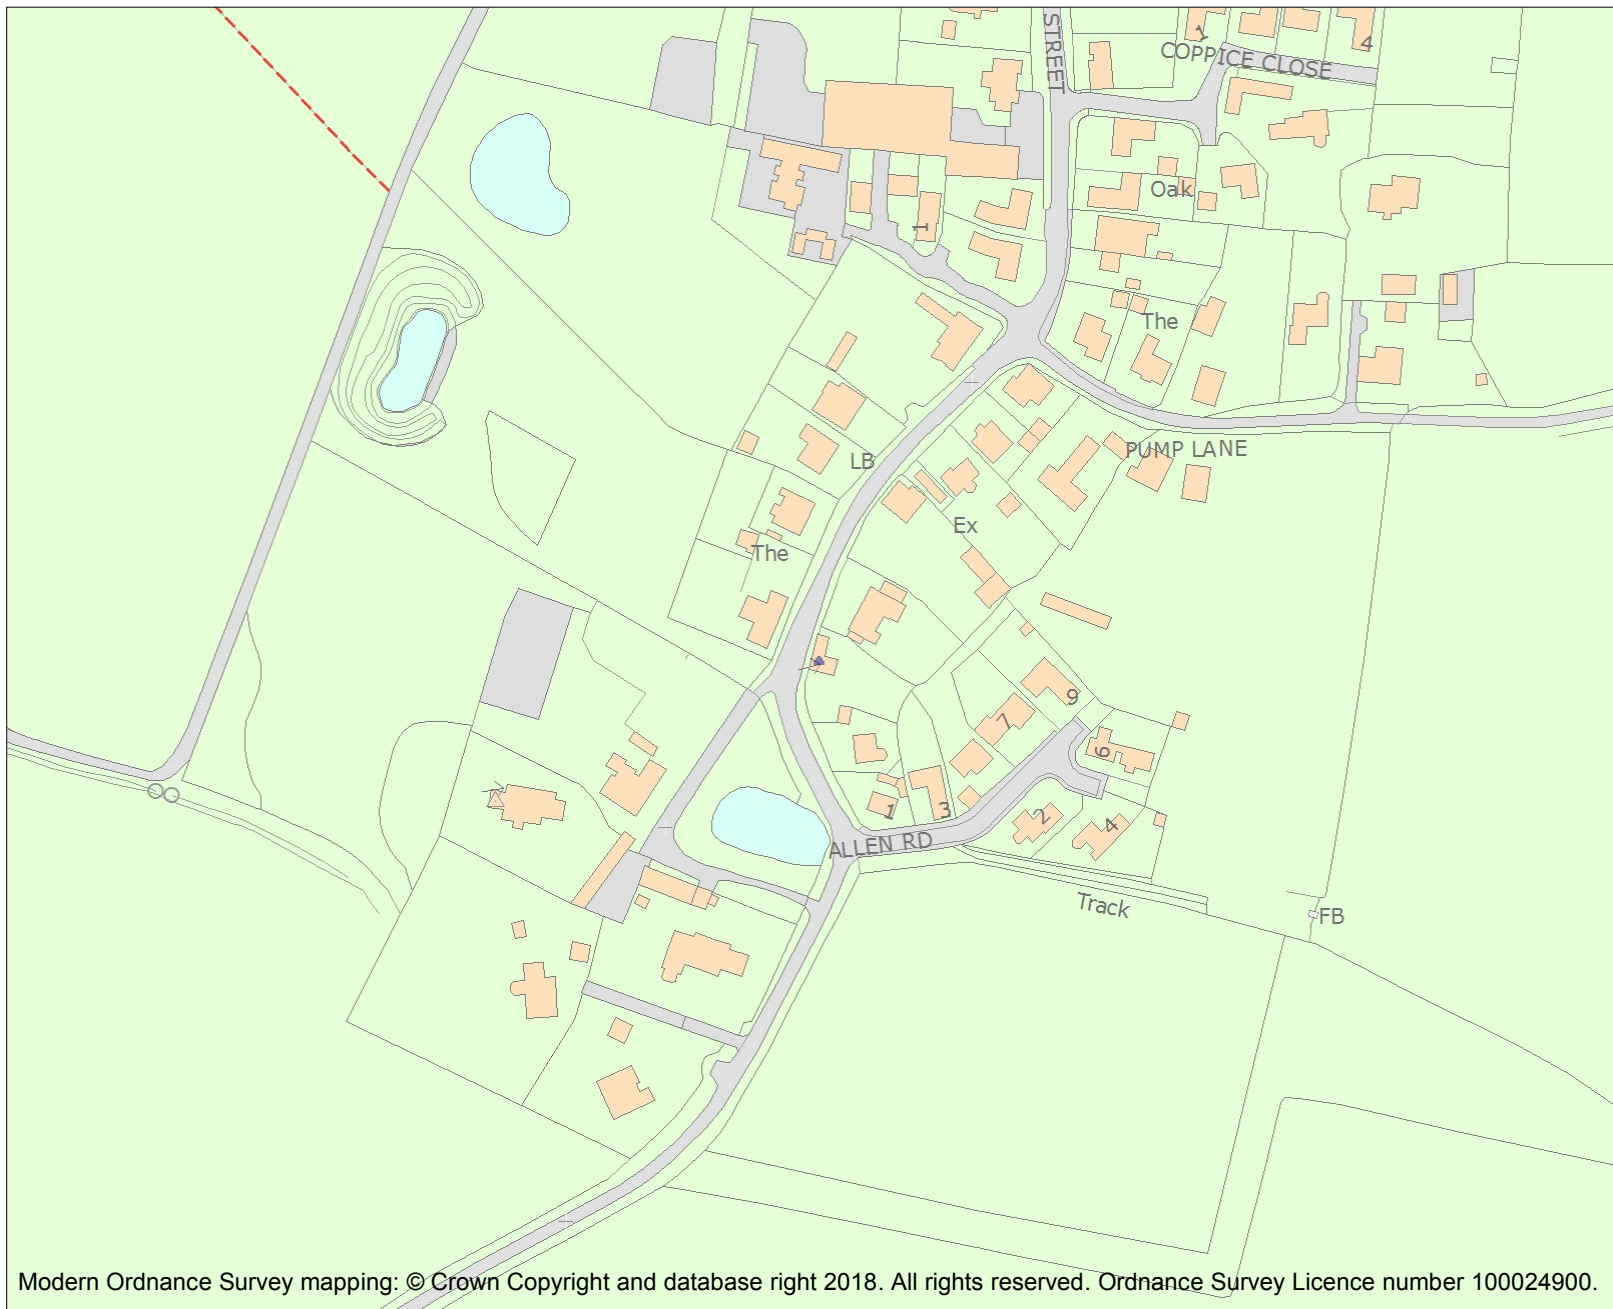 STREET
1
4
COPPICE CLOSE
Oak
1
The
PUMP LANE
LB
Ex
The
9
7
6
2
4
1
3
ALLEN RD
Track
FB
Modern Ordnance Survey mapping: © Crown Copyright and database right 2018. All rights reserved. Ordnance Survey Licence number 100024900.